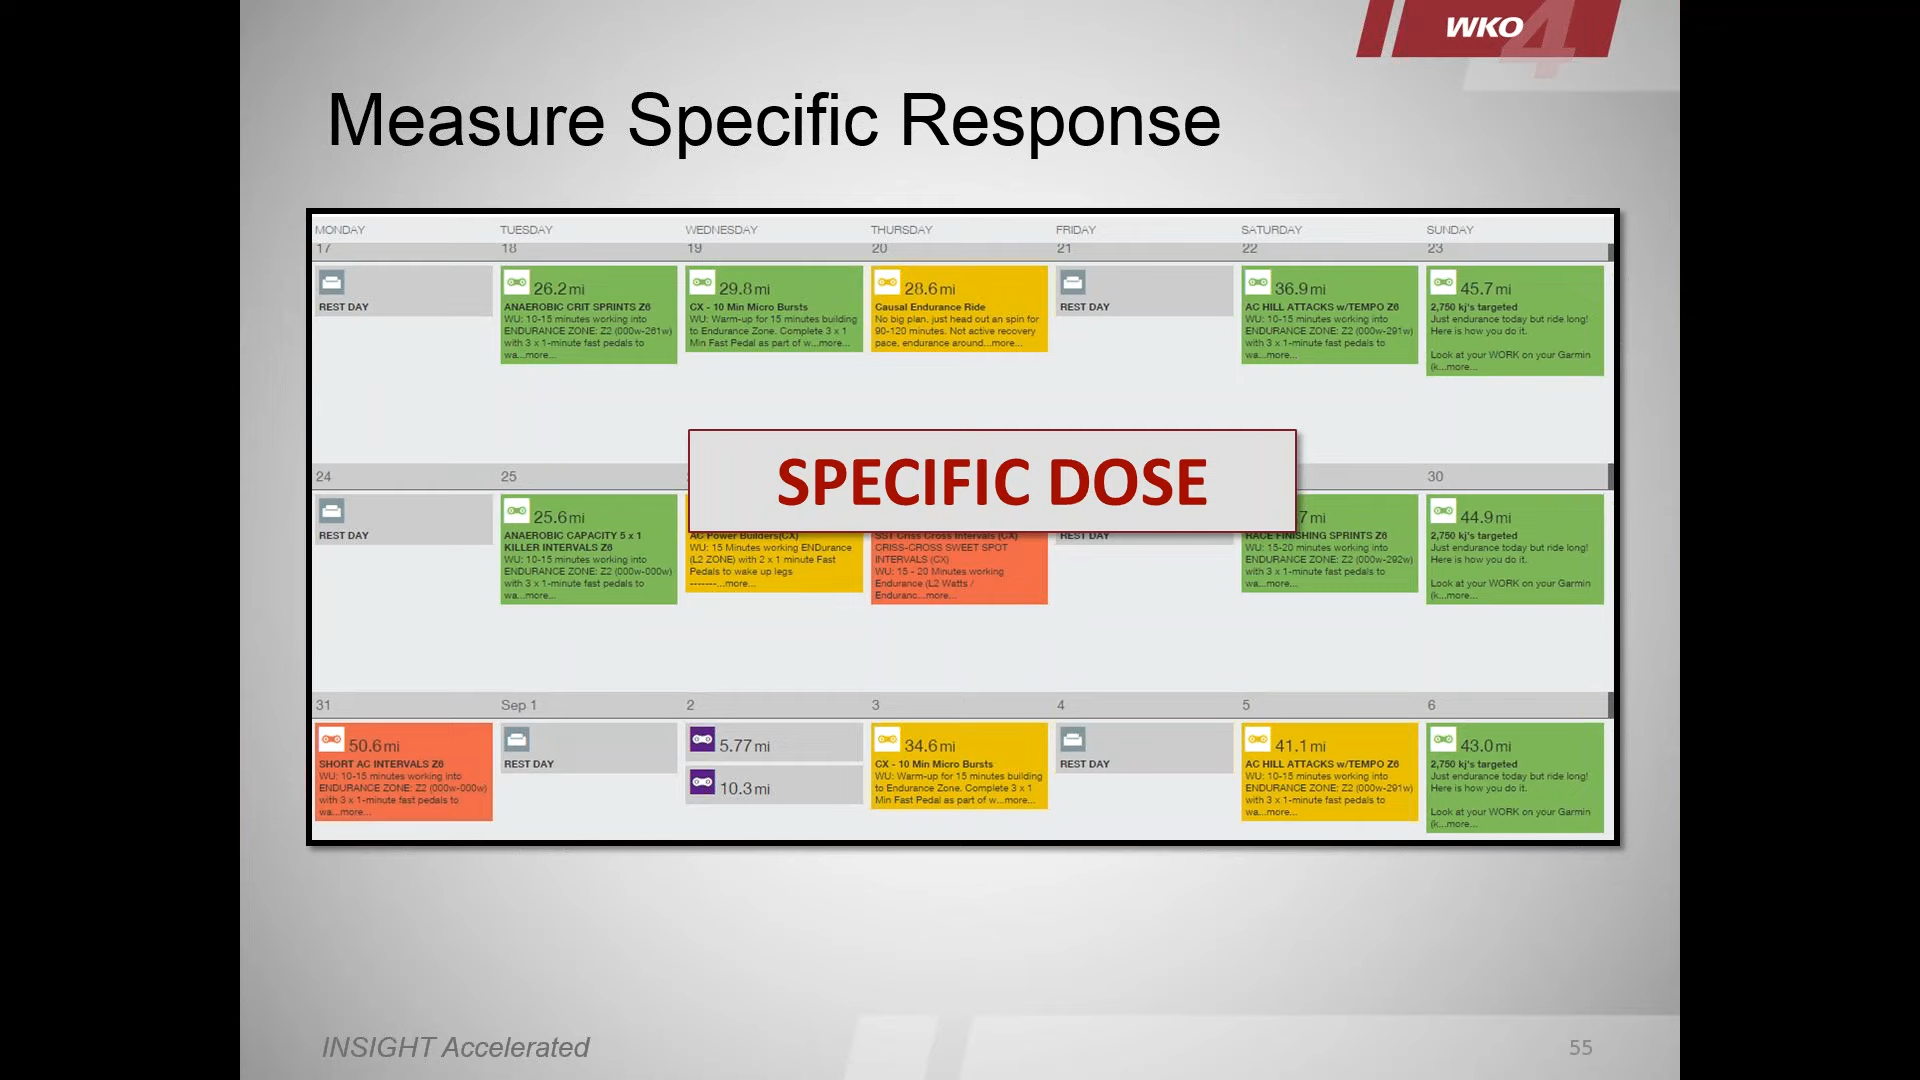 WKO4
Measure Specific Response
MONDAY TUESDAY WEDNESDAY THURSDAY FRIDAY SATURDAY SUNDAY
17 18 19 20 21 22 23
REST DAY
26.2mi
ANAEROBIC CRIT SPRINTS Z6
WU: 10-15 minutes working into
ENDURANCE ZONE: Z2 (000w-261w)
with 3 x 1-minute fast pedals to
wa...more...
29.8mi
CX - 10 Min Micro Bursts
WU: Warm-up for 15 minutes building
to Endurance Zone. Complete 3 x 1
Min Fast Pedal as part of w...more...
28.6mi
Causal Endurance Ride
No big plan, just head out an spin for
90-120 minutes. Not active recovery
pace, endurance around...more...
REST DAY
36.9mi
AC HILL ATTACKS w/TEMPO Z6
WU: 10-15 minutes working into
ENDURANCE ZONE: Z2 (000w-291w)
with 3 x 1-minute fast pedals to
wa...more...
45.7mi
2,750 kj's targeted
Just endurance today but ride long!
Here is how you do it.
Look at your WORK on your Garmin
(k...more...
SPECIFIC DOSE
24 25 30
REST DAY
25.6mi
ANAEROBIC CAPACITY 5 x 1
KILLER INTERVALS Z6
WU: 10-15 minutes working into
ENDURANCE ZONE: Z2 (000w-000w)
with 3 x 1-minute fast pedals to
wa...more...
AC Power Builders(CX)
WU: 15 Minutes working ENDurance
(L2 ZONE) with 2 x 1 minute Fast
Pedals to wake up legs
-------...more...
SST Criss Cross Intervals (CX)
CRISS-CROSS SWEET SPOT
INTERVALS (CX)
WU: 15 - 20 Minutes working
Endurance (L2 Watts /
Enduranc...more...
REST DAY
7mi
RACE FINISHING SPRINTS Z6
WU: 15-20 minutes working into
ENDURANCE ZONE: Z2 (000w-292w)
with 3 x 1-minute fast pedals to
wa...more...
44.9mi
2,750 kj's targeted
Just endurance today but ride long!
Here is how you do it.
Look at your WORK on your Garmin
(k...more...
31 Sep 1 2 3 4 5 6
50.6mi
SHORT AC INTERVALS Z6
WU: 10-15 minutes working into
ENDURANCE ZONE: Z2 (000w-000w)
with 3 x 1-minute fast pedals to
wa...more...
REST DAY
5.77mi
10.3mi
34.6mi
CX - 10 Min Micro Bursts
WU: Warm-up for 15 minutes building
to Endurance Zone. Complete 3 x 1
Min Fast Pedal as part of w...more...
REST DAY
41.1mi
AC HILL ATTACKS w/TEMPO Z6
WU: 10-15 minutes working into
ENDURANCE ZONE: Z2 (000w-291w)
with 3 x 1-minute fast pedals to
wa...more...
43.0mi
2,750 kj's targeted
Just endurance today but ride long!
Here is how you do it.
Look at your WORK on your Garmin
(k...more...
INSIGHT Accelerated
55